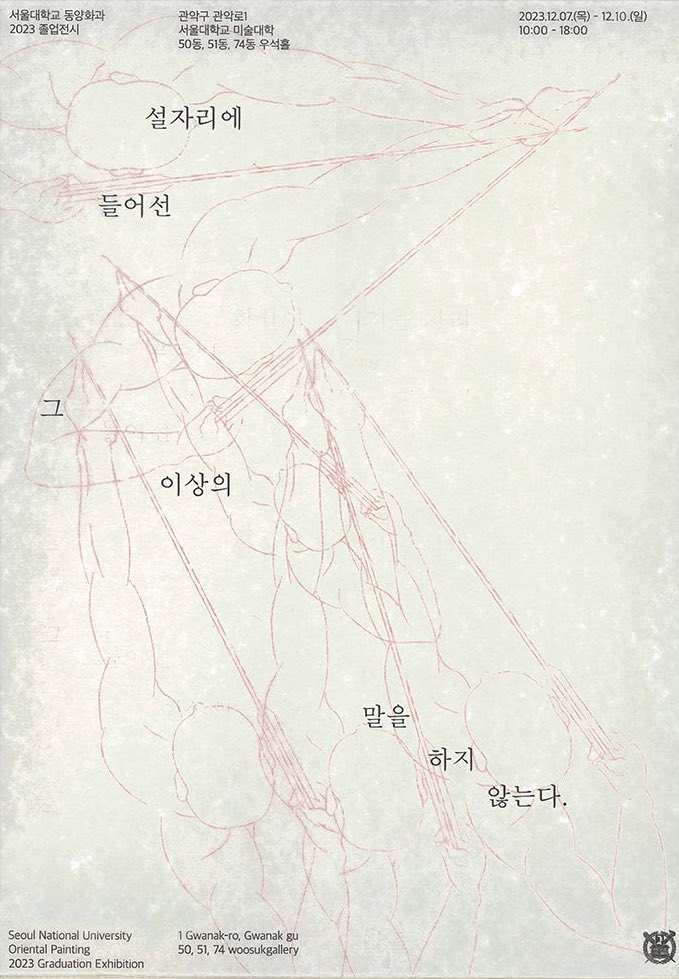 서울대학교 동양화과
2023 졸업전시
관악구 관악로1
서울대학교 미술대학
50동, 51동, 74동 우석홀
2023.12.07.(목) - 12.10.(일)
10:00 - 18:00
설자리에
들어선
그
이상의
말을
하지
않는다.
Seoul National University
Oriental Painting
2023 Graduation Exhibition
1 Gwanak-ro, Gwanak gu
50, 51, 74 woosukgallery